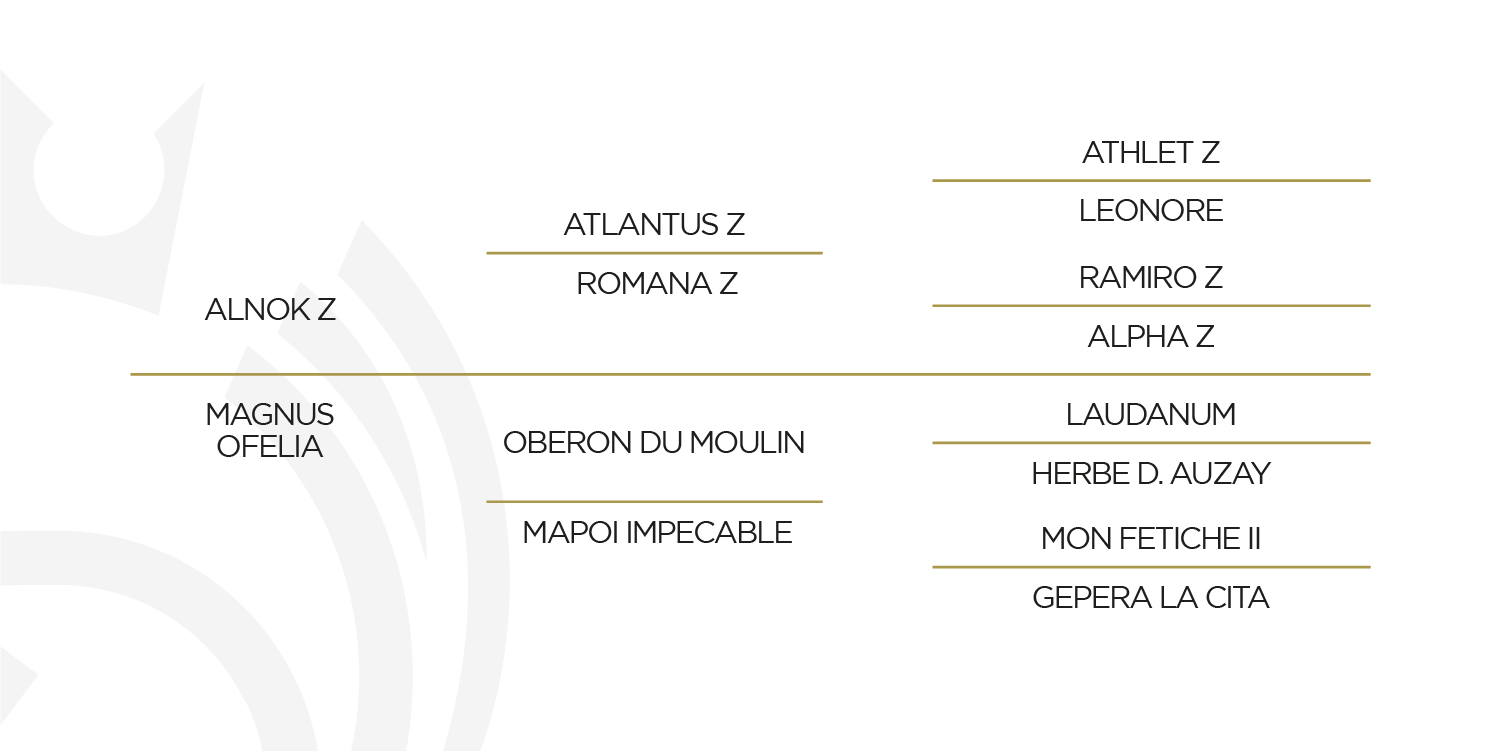 ATHLET Z
LEONORE
ATLANTUS Z
ROMANA Z
RAMIRO Z
ALPHA Z
ALNOK Z
MAGNUS
OFELIA
OBERON DU MOULIN
MAPOI IMPECABLE
LAUDANUM
HERBE D. AUZAY
MON FETICHE II
GEPERA LA CITA